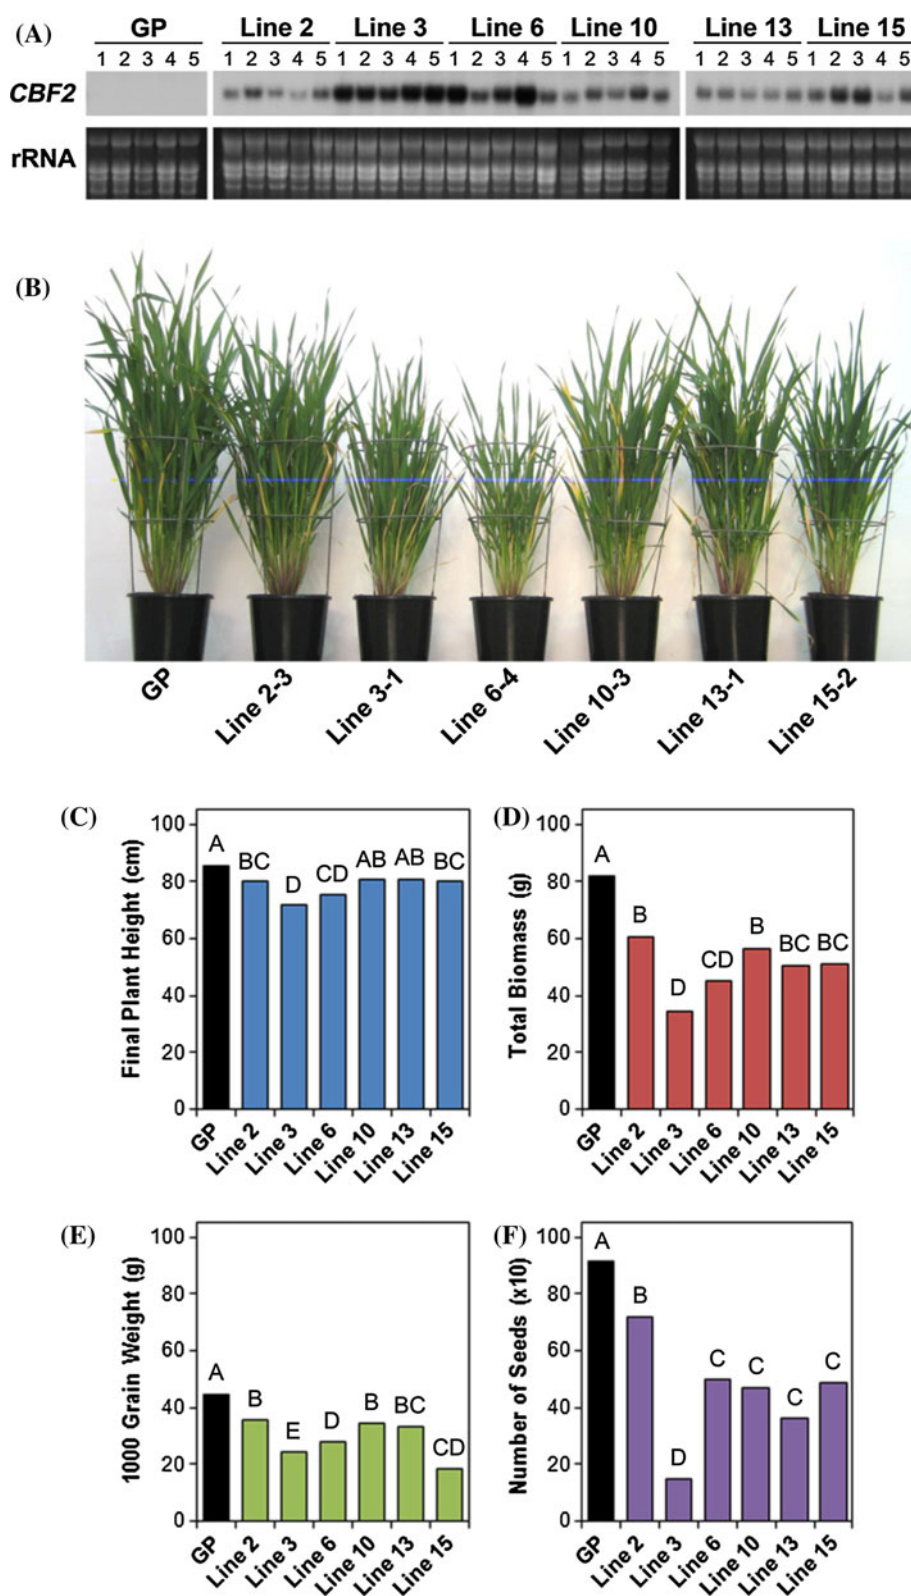 (A)
GP Line 2 Line 3 Line 6 Line 10 Line 13 Line 15
1 2 3 4 5 1 2 3 4 5 1 2 3 4 5 1 2 3 4 5 1 2 3 4 5 1 2 3 4 5 1 2 3 4 5
CBF2
rRNA
(B)
GP Line 2-3 Line 3-1 Line 6-4 Line 10-3 Line 13-1 Line 15-2
(C)
Final Plant Height (cm)
100
80
60
40
20
0
A BC D CD AB AB BC
GP Line 2 Line 3 Line 6 Line 10 Line 13 Line 15
(D)
Total Biomass (g)
100
80
60
40
20
0
A B D CD B BC BC
GP Line 2 Line 3 Line 6 Line 10 Line 13 Line 15
(E)
1000 Grain Weight (g)
100
80
60
40
20
0
A B E D B BC CD
GP Line 2 Line 3 Line 6 Line 10 Line 13 Line 15
(F)
Number of Seeds (x10)
100
80
60
40
20
0
A B D C C C C
GP Line 2 Line 3 Line 6 Line 10 Line 13 Line 15